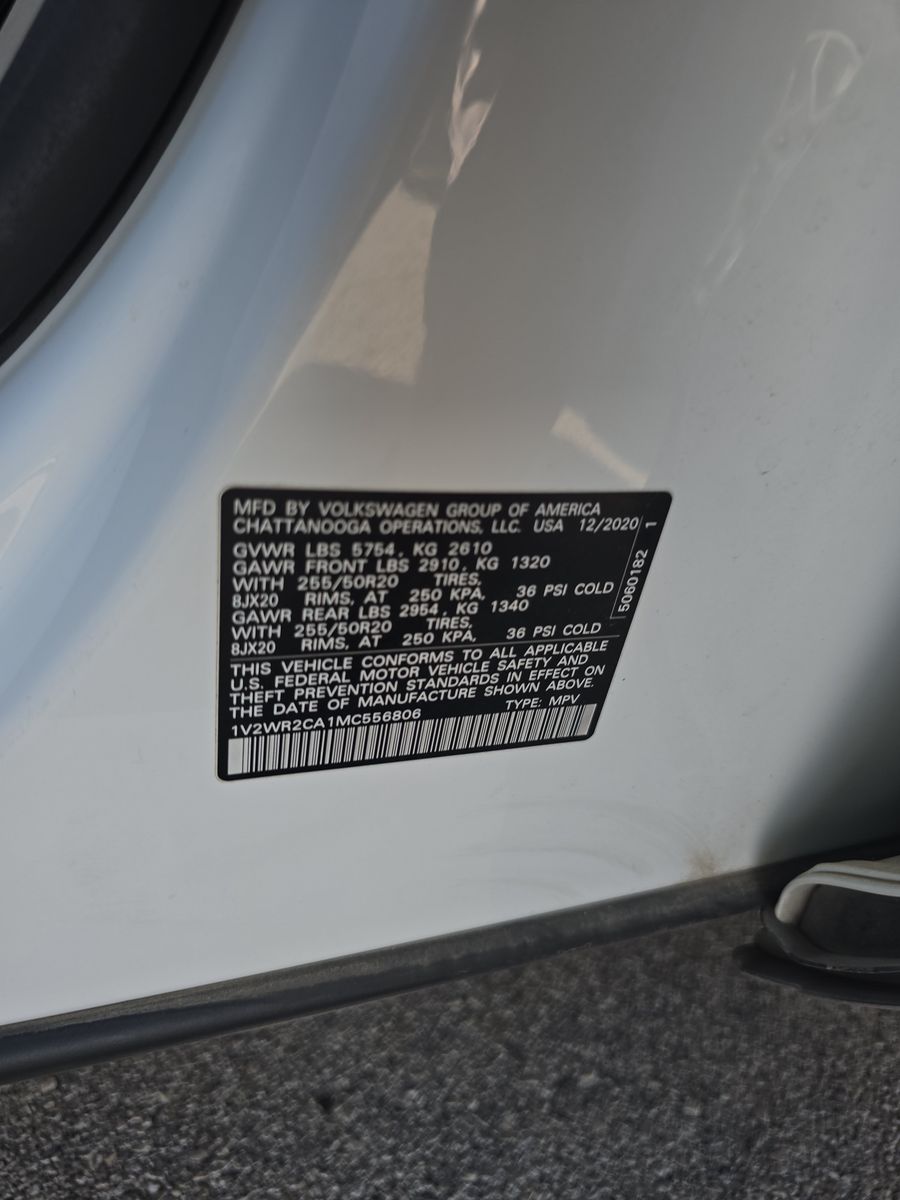 MFD BY VOLKSWAGEN GROUP OF AMERICA
CHATTANOOGA OPERATIONS, LLC. USA 12/2020
GVWR LBS 5754, KG 2610
GAWR FRONT LBS 2910, KG 1320
WITH 255/50R20 TIRES,
8JX20 RIMS, AT 250 KPA, 36 PSI COLD
GAWR REAR LBS 2954, KG 1340
WITH 255/50R20 TIRES,
8JX20 RIMS, AT 250 KPA, 36 PSI COLD
THIS VEHICLE CONFORMS TO ALL APPLICABLE
U.S. FEDERAL MOTOR VEHICLE SAFETY AND
THEFT PREVENTION STANDARDS IN EFFECT ON
THE DATE OF MANUFACTURE SHOWN ABOVE.
TYPE: MPV
1V2WR2CA1MC556806
5060182 1